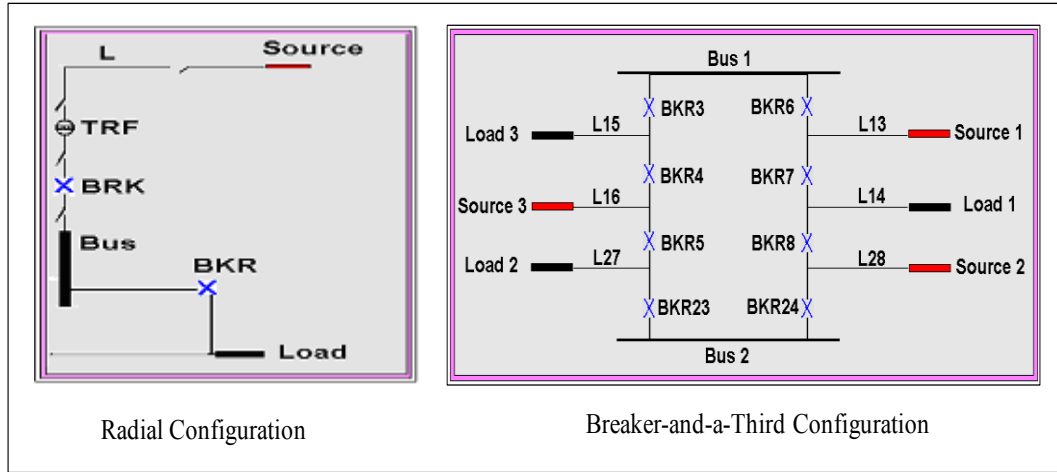 L
Source
TRF
BRK
Bus
BKR
Load
Radial Configuration
Bus 1
BKR3
BKR6
Load 3
L15
L13
Source 1
BKR4
BKR7
Source 3
L16
L14
Load 1
BKR5
BKR8
Load 2
L27
L28
Source 2
BKR23
BKR24
Bus 2
Breaker-and-a-Third Configuration